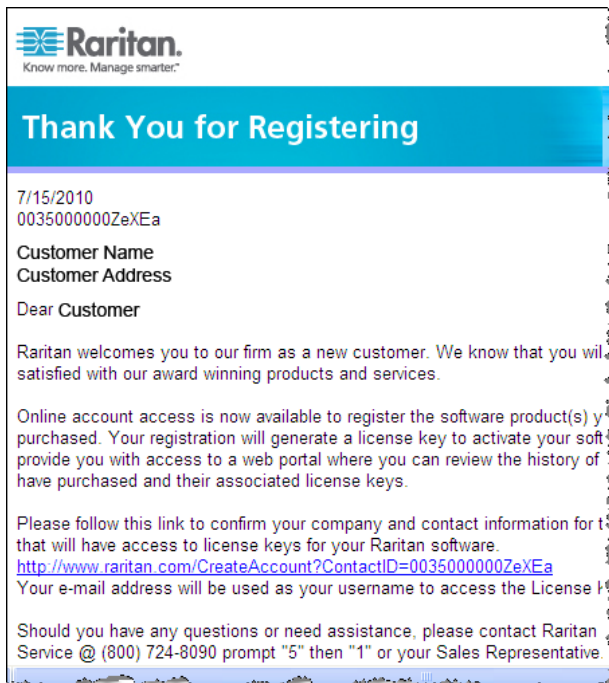 Raritan.
Know more. Manage smarter.™
Thank You for Registering
7/15/2010
0035000000ZeXEa
Customer Name
Customer Address
Dear Customer
Raritan welcomes you to our firm as a new customer. We know that you
satisfied with our award winning products and services.
Online account access is now available to register the software product(s)
purchased. Your registration will generate a license key to activate your
provide you with access to a web portal where you can review the history of
have purchased and their associated license keys.
Please follow this link to confirm your company and contact information for
that will have access to license keys for your Raritan software.
http://www.raritan.com/CreateAccount?ContactID=0035000000ZeXEa
Your e-mail address will be used as your username to access the License
Should you have any questions or need assistance, please contact Raritan
Service @ (800) 724-8090 prompt "5" then "1" or your Sales Representative.